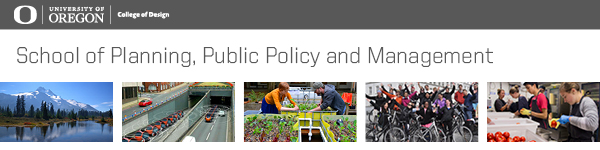 UNIVERSITY OF
OREGON
College of Design
School of Planning, Public Policy and Management